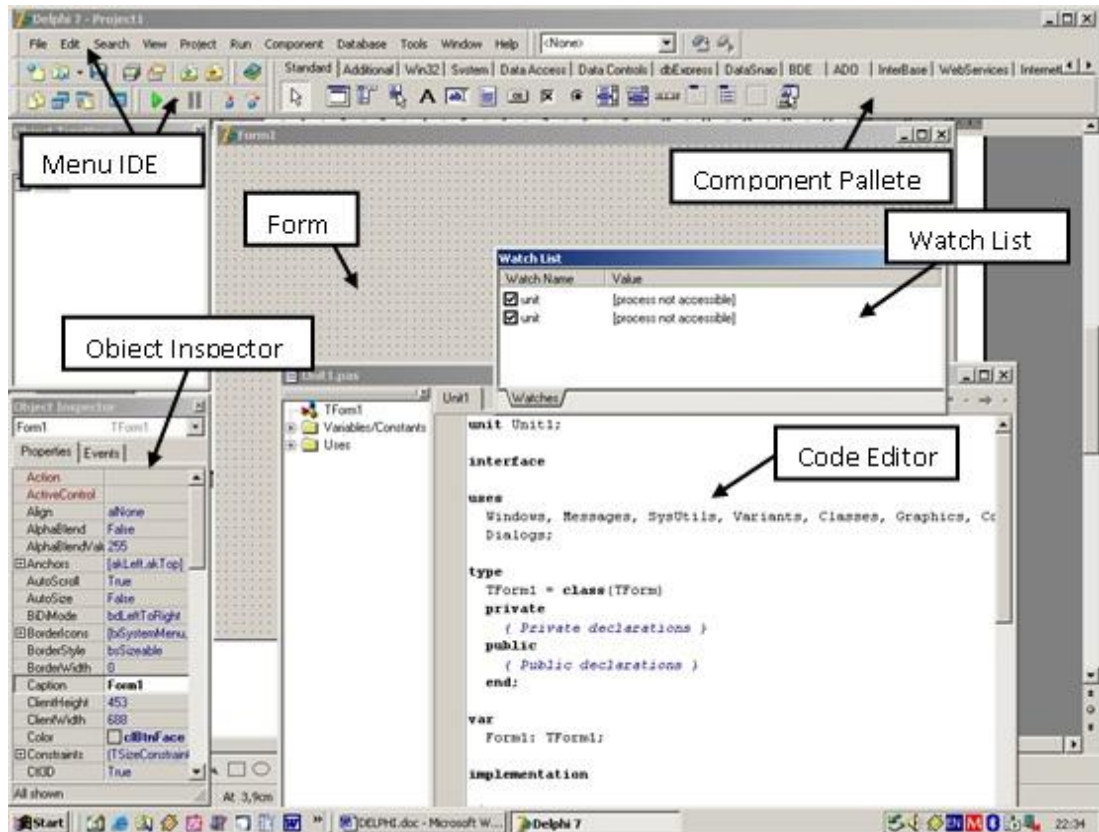 Delphi 7 - Project1
File Edit Search View Project Run Component Database Tools Window Help <None>
Standard Additional Win32 System Data Access Data Controls dbExpress DataSnap BDE ADO InterBase WebServices
Form1
Menu IDE
Component Pallete
Form
Watch List
Watch List
Watch Name Value
unit [process not accessible]
unit [process not accessible]
Watches
Obiect Inspector
Object Inspector
Form1 TForm1
Properties Events
Action
ActiveControl
Align alNone
AlphaBlend False
255
Anchors [akLeft,akTop]
AutoScroll True
AutoSize False
BiDiMode bdLeftToRight
BorderIcons [biSystemMenu,
BorderStyle bsSizeable
BorderWidth 0
Caption Form1
ClientHeight 453
ClientWidth 688
Color clBtnFace
Constraints (TSizeConstraint
Ctl3D True
All shown
Unit1.pas
TForm1
Variables/Constants
Uses
Unit1
Code Editor
unit Unit1;
interface
uses
Windows, Messages, SysUtils, Variants, Classes, Graphics, Co
Dialogs;
type
TForm1 = class(TForm)
private
{ Private declarations }
public
{ Public declarations }
end;
var
Form1: TForm1;
implementation
At 3,9cm
Start DELPHI.doc - Microsoft W... Delphi 7 EN 22:34